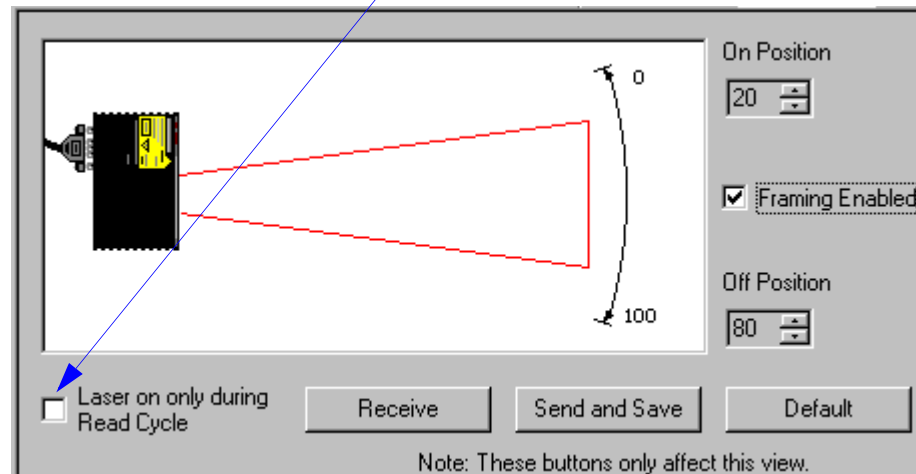 On Position
0
20
Framing Enabled
Off Position
100
80
Laser on only during
Read Cycle
Receive
Send and Save
Default
Note: These buttons only affect this view.